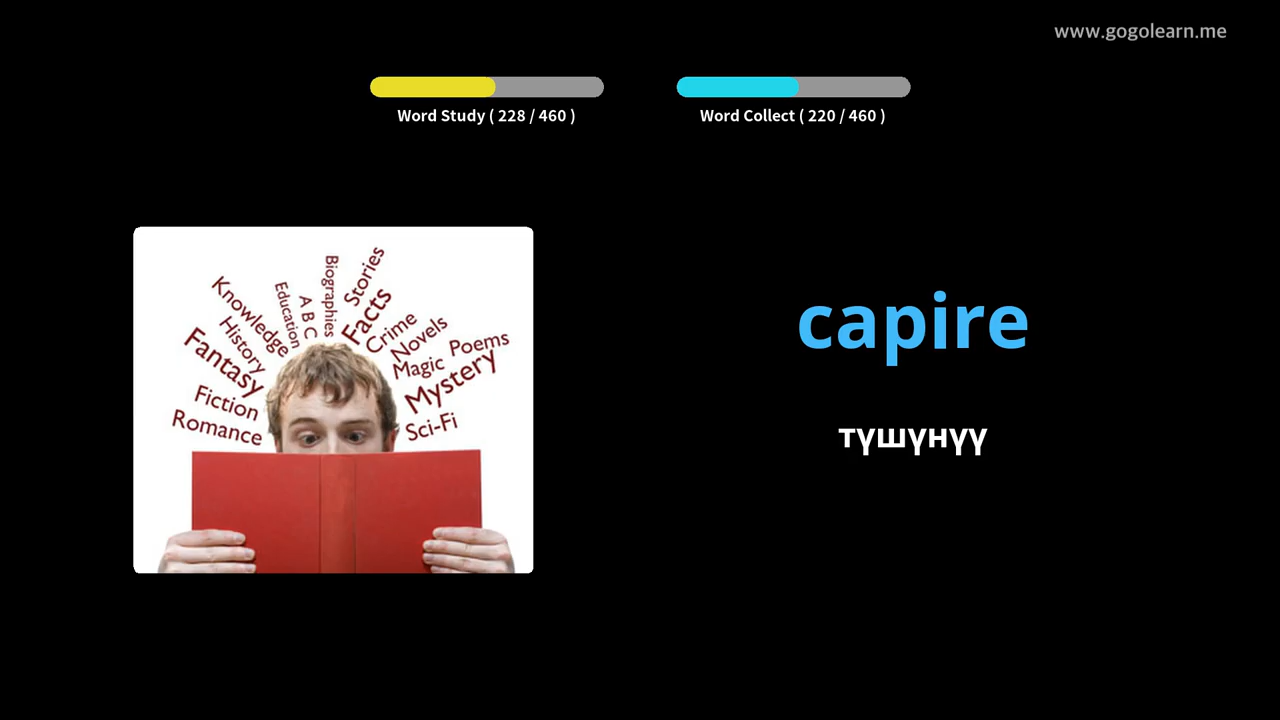 www.gogolearn.me
Word Study ( 228 / 460 )
Word Collect ( 220 / 460 )
Biographies
Stories
Knowledge
Education
A B C
Facts
History
Crime
Novels
Fantasy
Poems
Magic
Mystery
Fiction
Romance
Sci-Fi
capire
түшүнүү